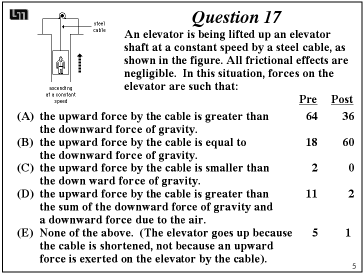 Question 17
steel
cable
ascending
at a constant
speed
An elevator is being lifted up an elevator
shaft at a constant speed by a steel cable, as
shown in the figure. All frictional effects are
negligible. In this situation, forces on the
elevator are such that:
Pre Post
(A) the upward force by the cable is greater than 64 36
the downward force of gravity.
(B) the upward force by the cable is equal to 18 60
the downward force of gravity.
(C) the upward force by the cable is smaller than 2 0
the down ward force of gravity.
(D) the upward force by the cable is greater than 11 2
the sum of the downward force of gravity and
a downward force due to the air.
(E) None of the above. (The elevator goes up because 5 1
the cable is shortened, not because an upward
force is exerted on the elevator by the cable).
5